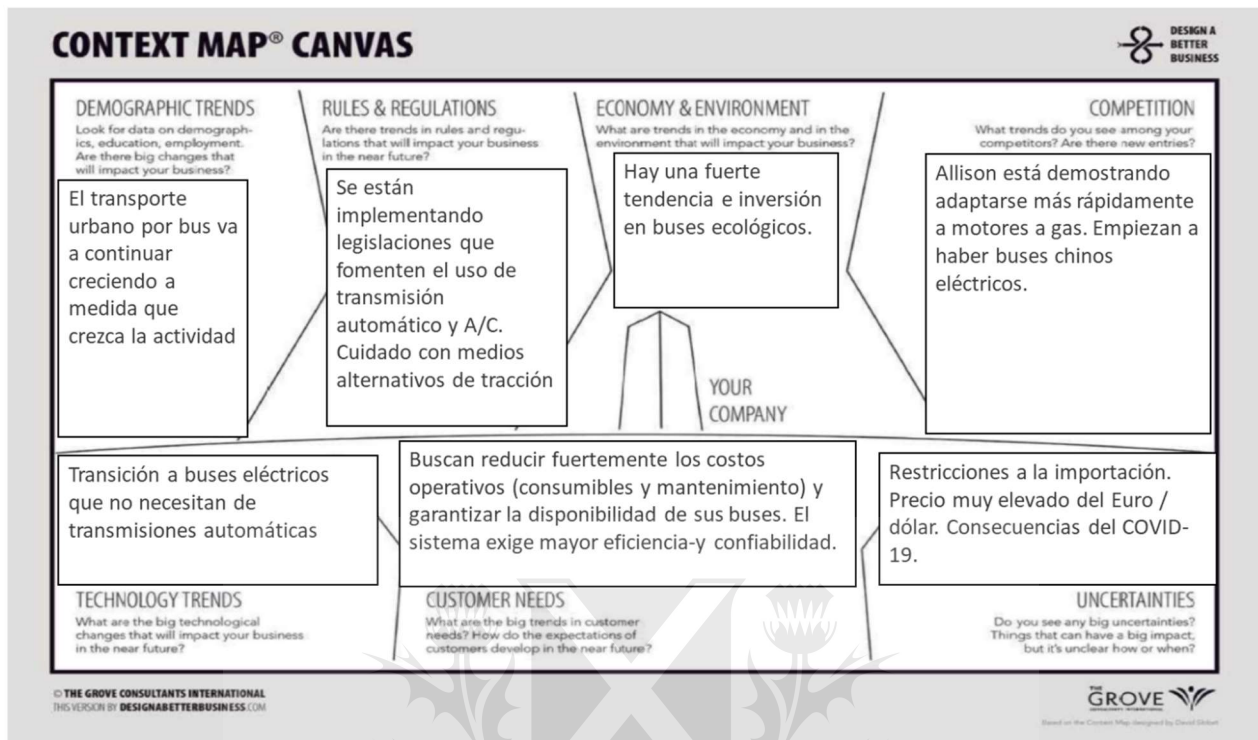 CONTEXT MAP® CANVAS
DESIGN A
BETTER
BUSINESS
DEMOGRAPHIC TRENDS
Look for data on demograph-
ics, education, employment.
Are there big changes that
will impact your business?
El transporte
urbano por bus va
a continuar
creciendo a
medida que
crezca la actividad
RULES & REGULATIONS
Are there trends in rules and regu-
lations that will impact your business
in the near future?
Se están
implementando
legislaciones que
fomenten el uso de
transmisión
automático y A/C.
Cuidado con medios
alternativos de tracción
ECONOMY & ENVIRONMENT
What are trends in the economy and in the
environment that will impact your business?
Hay una fuerte
tendencia e inversión
en buses ecológicos.
COMPETITION
What trends do you see among your
competitors? Are there new entries?
Allison está demostrando
adaptarse más rápidamente
a motores a gas. Empiezan a
haber buses chinos
eléctricos.
YOUR
COMPANY
Transición a buses eléctricos
que no necesitan de
transmisiones automáticas
TECHNOLOGY TRENDS
What are the big technological
changes that will impact your business
in the near future?
Buscan reducir fuertemente los costos
operativos (consumibles y mantenimiento) y
garantizar la disponibilidad de sus buses. El
sistema exige mayor eficiencia-y confiabilidad.
CUSTOMER NEEDS
What are the big trends in customer
needs? How do the expectations of
customers develop in the near future?
Restricciones a la importación.
Precio muy elevado del Euro /
dólar. Consecuencias del COVID-
19.
UNCERTAINTIES
Do you see any big uncertainties?
Things that can have a big impact,
but it's unclear how or when?
© THE GROVE CONSULTANTS INTERNATIONAL
THIS VERSION BY DESIGNABETTERBUSINESS.COM
THE
GROVE
Based on the Context Map designed by David Sibbet